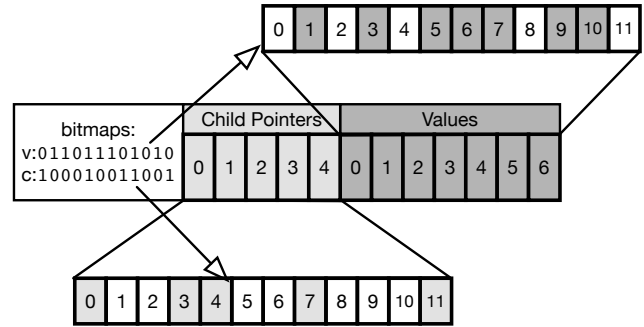 0 1 2 3 4 5 6 7 8 9 10 11
bitmaps:
v:011011101010
c:100010011001
Child Pointers Values
0 1 2 3 4 0 1 2 3 4 5 6
0 1 2 3 4 5 6 7 8 9 10 11